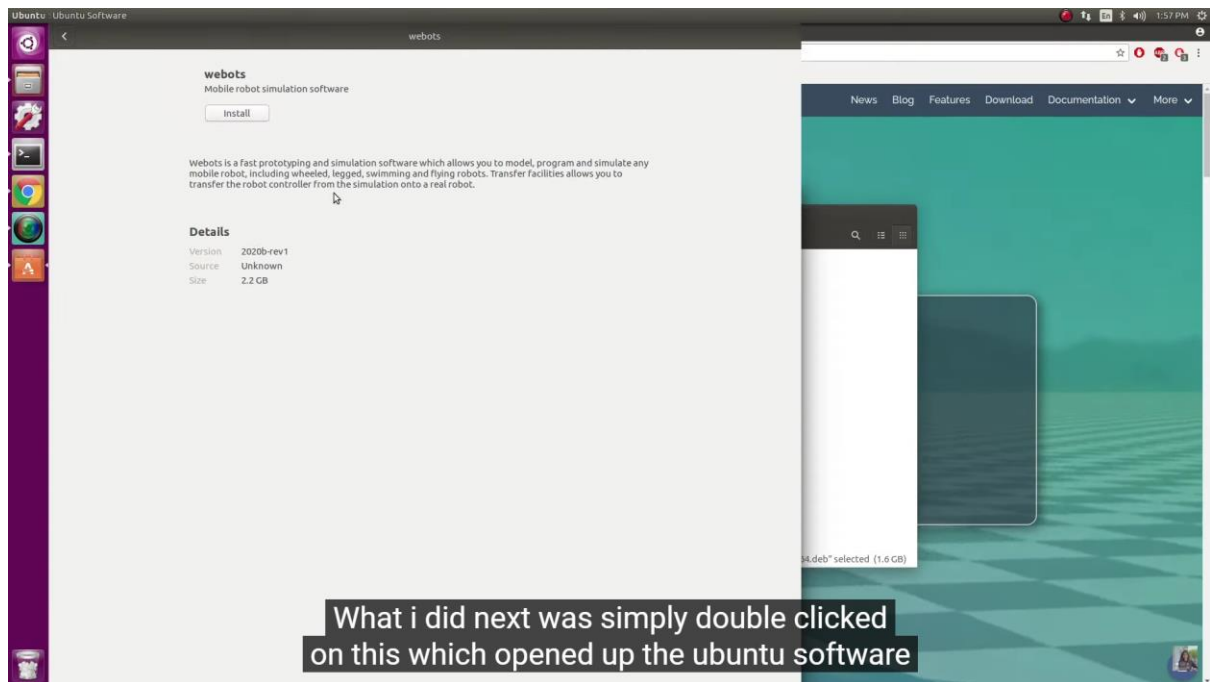 Ubuntu Ubuntu Software
En
1:57 PM
webots
webots
Mobile robot simulation software
Install
Webots is a fast prototyping and simulation software which allows you to model, program and simulate any
mobile robot, including wheeled, legged, swimming and flying robots. Transfer facilities allows you to
transfer the robot controller from the simulation onto a real robot.
Details
Version 2020b-rev1
Source Unknown
Size 2.2 GB
News Blog Features Download Documentation More
64.deb" selected (1.6 GB)
What i did next was simply double clicked
on this which opened up the ubuntu software